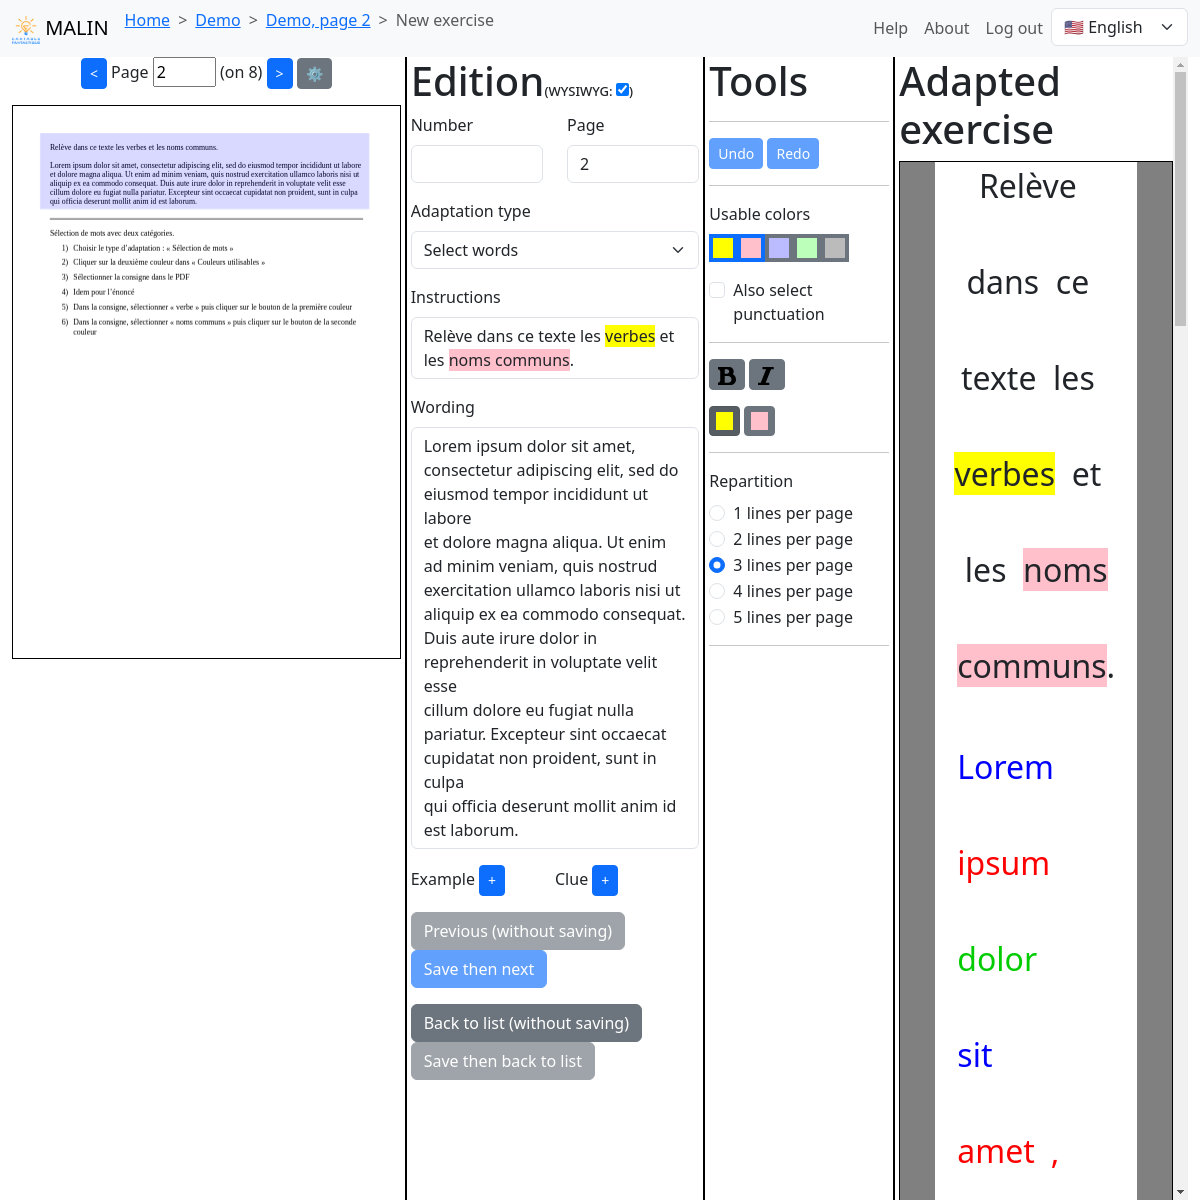 MALIN
Home > Demo > Demo, page 2 > New exercise
Help About Log out 🇺🇸 English
< Page 2 (on 8) > ⚙️
Relève dans ce texte les verbes et les noms communs.
Lorem ipsum dolor sit amet, consectetur adipiscing elit, sed do eiusmod tempor incididunt ut labore
et dolore magna aliqua. Ut enim ad minim veniam, quis nostrud exercitation ullamco laboris nisi ut
aliquip ex ea commodo consequat. Duis aute irure dolor in reprehenderit in voluptate velit esse
cillum dolore eu fugiat nulla pariatur. Excepteur sint occaecat cupidatat non proident, sunt in culpa
qui officia deserunt mollit anim id est laborum.
Sélection de mots avec deux catégories.
1) Choisir le type d’adaptation : « Sélection de mots »
2) Cliquer sur la deuxième couleur dans « Couleurs utilisables »
3) Sélectionner la consigne dans le PDF
4) Idem pour l’énoncé
5) Dans la consigne, sélectionner « verbe » puis cliquer sur le bouton de la première couleur
6) Dans la consigne, sélectionner « noms communs » puis cliquer sur le bouton de la seconde
couleur
Edition(WYSIWYG: )
Number Page
2
Adaptation type
Select words
Instructions
Relève dans ce texte les verbes et
les noms communs.
Wording
Lorem ipsum dolor sit amet,
consectetur adipiscing elit, sed do
eiusmod tempor incididunt ut
labore
et dolore magna aliqua. Ut enim
ad minim veniam, quis nostrud
exercitation ullamco laboris nisi ut
aliquip ex ea commodo consequat.
Duis aute irure dolor in
reprehenderit in voluptate velit
esse
cillum dolore eu fugiat nulla
pariatur. Excepteur sint occaecat
cupidatat non proident, sunt in
culpa
qui officia deserunt mollit anim id
est laborum.
Example + Clue +
Previous (without saving)
Save then next
Back to list (without saving)
Save then back to list
Tools
Undo Redo
Usable colors
Also select
punctuation
B I
Repartition
1 lines per page
2 lines per page
3 lines per page
4 lines per page
5 lines per page
Adapted
exercise
Relève
dans ce
texte les
verbes et
les noms
communs.
Lorem
ipsum
dolor
sit
amet ,